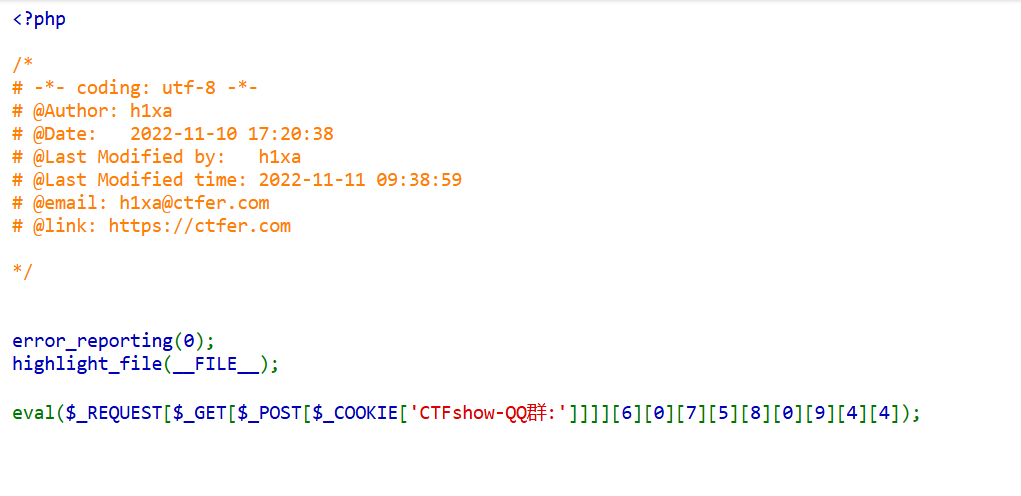 <?php
/*
# -*- coding: utf-8 -*-
# @Author: h1xa
# @Date:   2022-11-10 17:20:38
# @Last Modified by:   h1xa
# @Last Modified time: 2022-11-11 09:38:59
# @email: h1xa@ctfer.com
# @link: https://ctfer.com
*/
error_reporting(0);
highlight_file(__FILE__);
eval($_REQUEST[$_GET[$_POST[$_COOKIE['CTFshow-QQ群:']]]][6][0][7][5][8][0][9][4][4]);